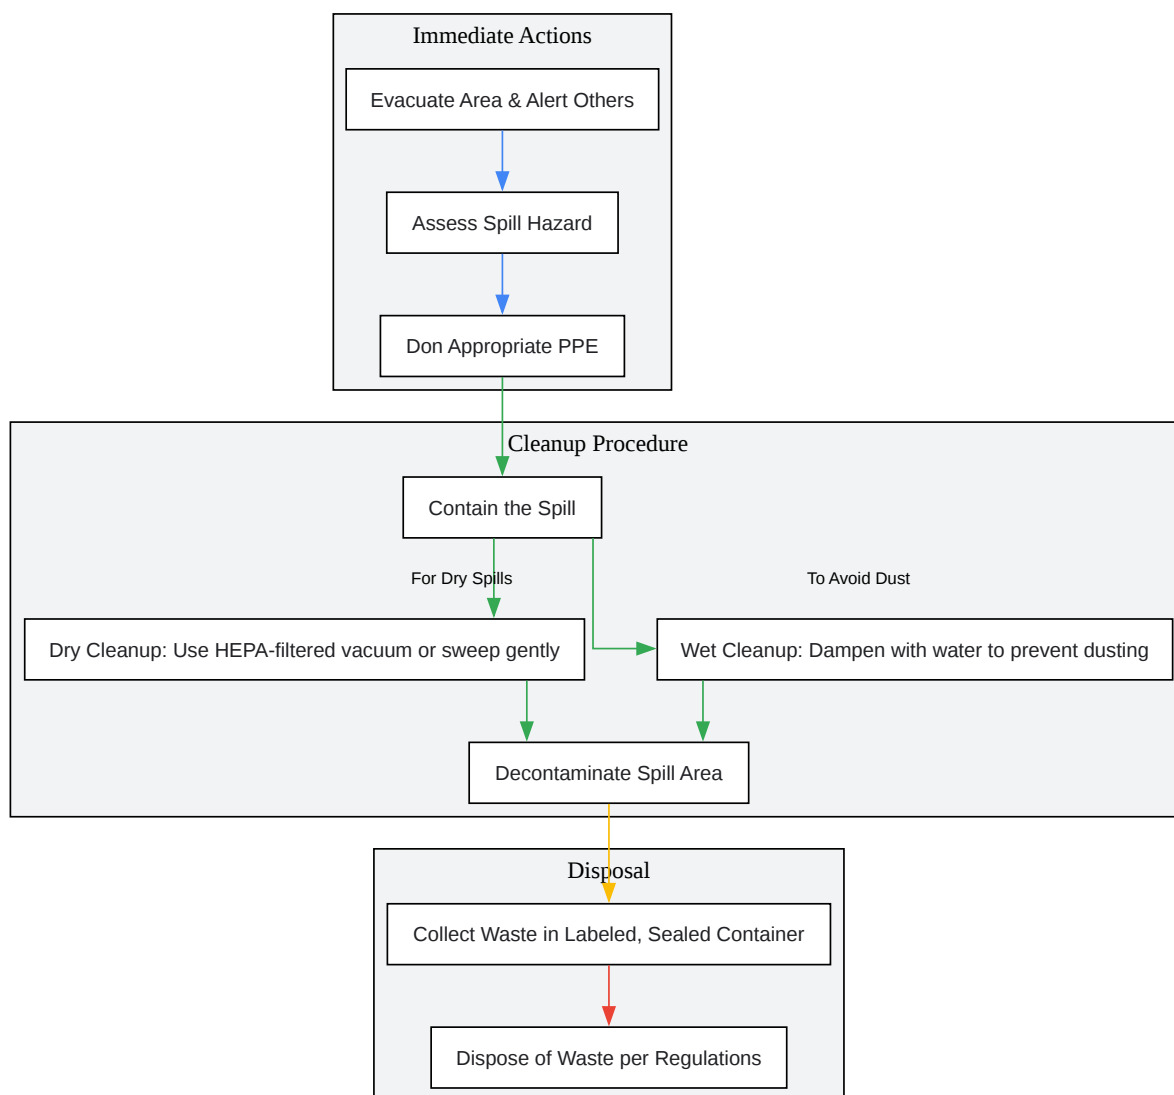 Immediate Actions
Evacuate Area & Alert Others
Assess Spill Hazard
Don Appropriate PPE
Cleanup Procedure
Contain the Spill
For Dry Spills
To Avoid Dust
Dry Cleanup: Use HEPA-filtered vacuum or sweep gently
Wet Cleanup: Dampen with water to prevent dusting
Decontaminate Spill Area
Disposal
Collect Waste in Labeled, Sealed Container
Dispose of Waste per Regulations